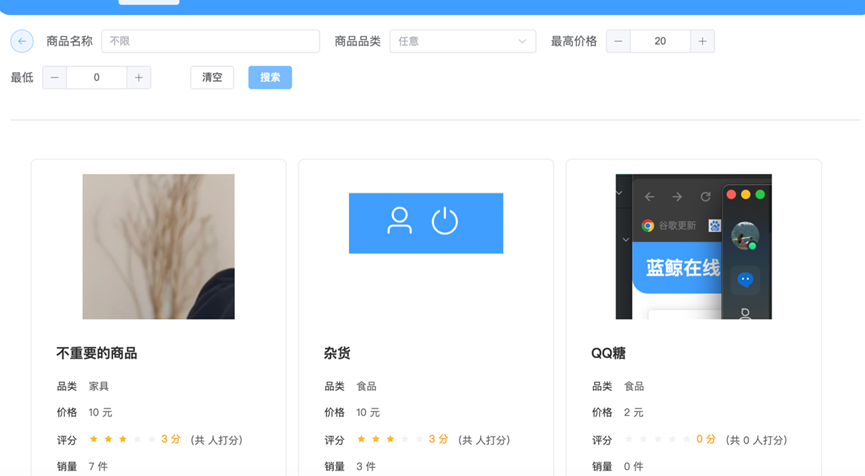 商品名称 不限 商品品类 任意 最高价格 — 20 +
最低 — 0 + 清空 搜索
谷歌更新
蓝鲸在线
不重要的商品 杂货 QQ糖
品类 家具 品类 食品 品类 食品
价格 10 元 价格 10 元 价格 2 元
评分 3 分 (共 人打分) 评分 3 分 (共 人打分) 评分 0 分 (共 0 人打分)
销量 7 件 销量 3 件 销量 0 件